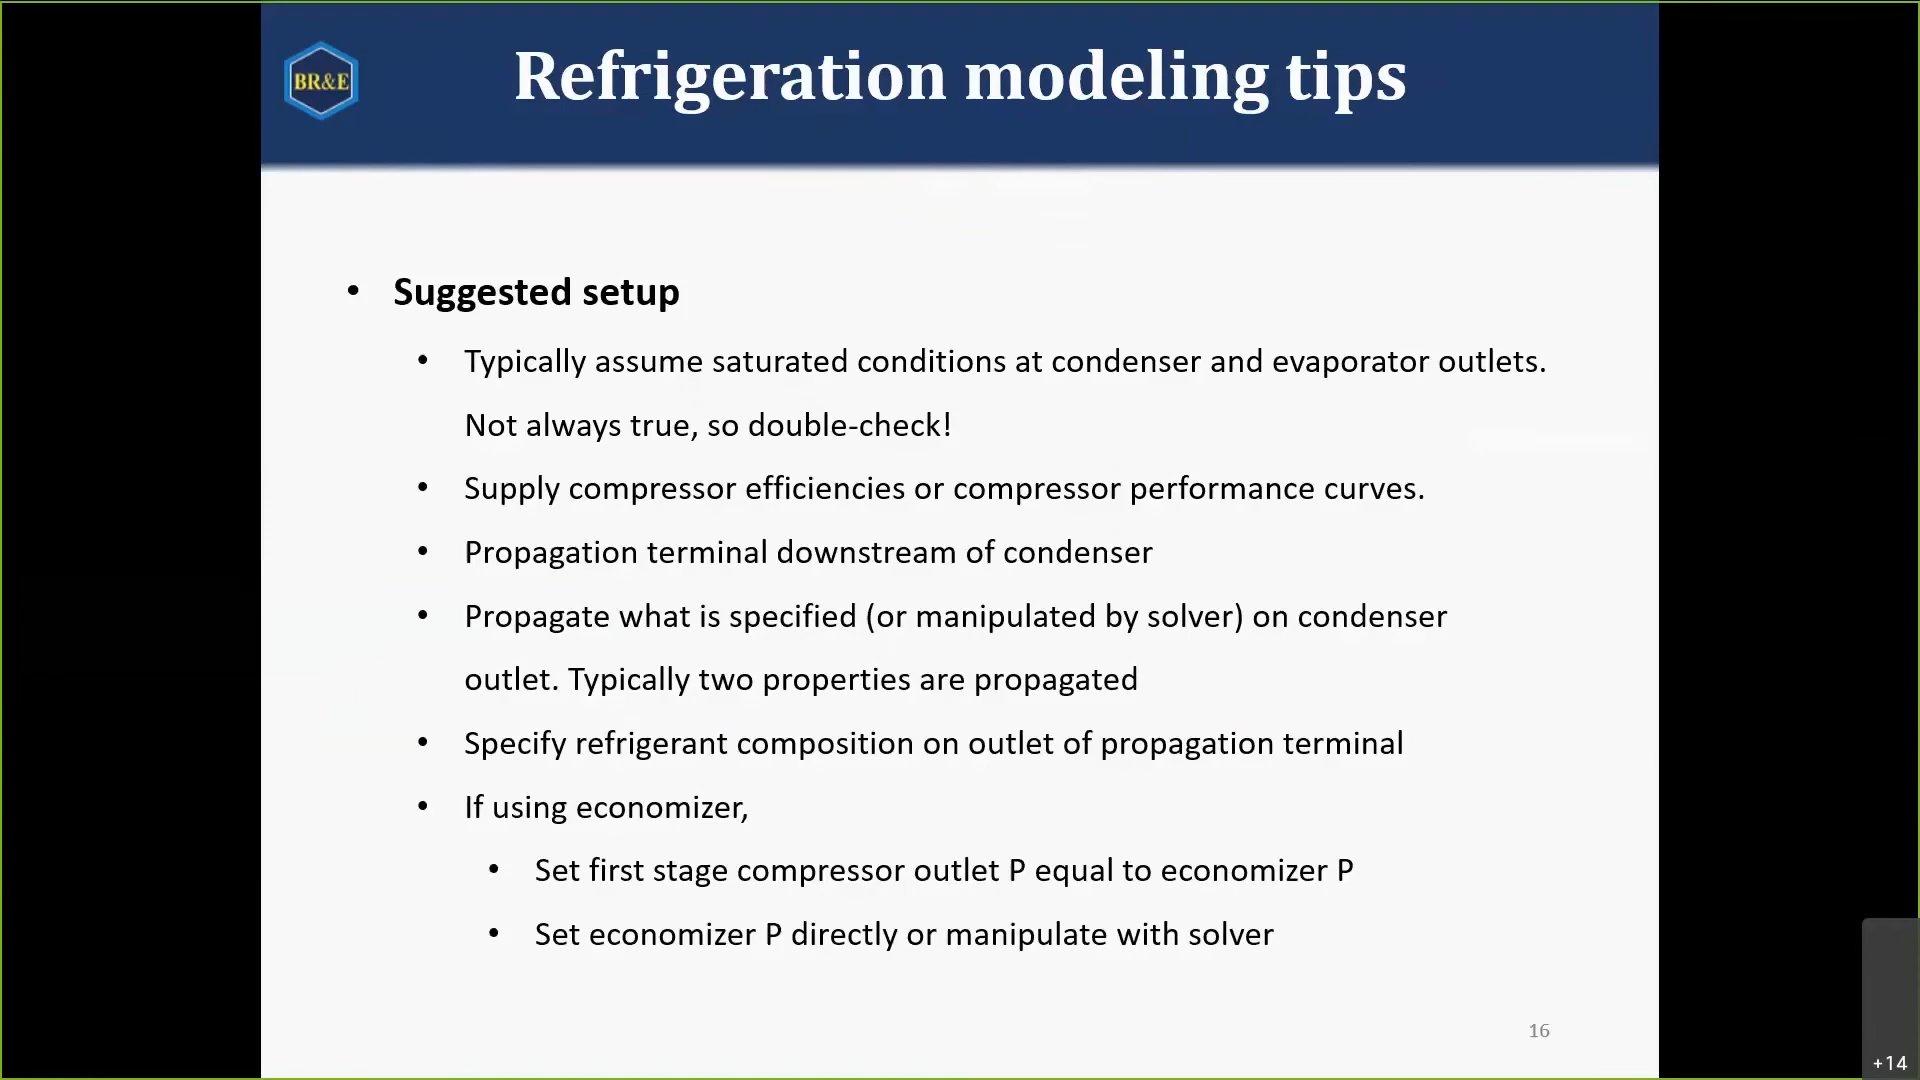 BR&E
Refrigeration modeling tips
• Suggested setup
• Typically assume saturated conditions at condenser and evaporator outlets.
Not always true, so double-check!
• Supply compressor efficiencies or compressor performance curves.
• Propagation terminal downstream of condenser
• Propagate what is specified (or manipulated by solver) on condenser
outlet. Typically two properties are propagated
• Specify refrigerant composition on outlet of propagation terminal
• If using economizer,
• Set first stage compressor outlet P equal to economizer P
• Set economizer P directly or manipulate with solver
16
+14